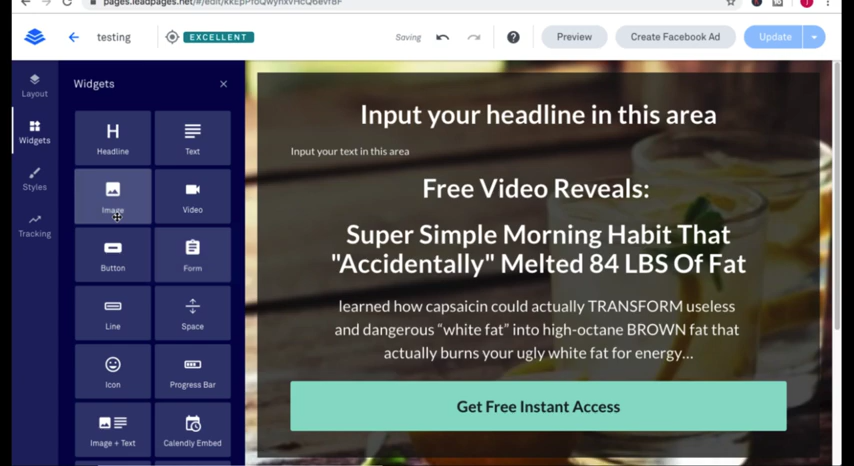 testing
EXCELLENT
Saving
Preview
Create Facebook Ad
Update
Layout
Widgets
Styles
Tracking
Widgets
Headline
Text
Image
Video
Button
Form
Line
Space
Icon
Progress Bar
Image + Text
Calendly Embed
Input your headline in this area
Input your text in this area
Free Video Reveals:
Super Simple Morning Habit That
"Accidentally" Melted 84 LBS Of Fat
learned how capsaicin could actually TRANSFORM useless
and dangerous “white fat” into high-octane BROWN fat that
actually burns your ugly white fat for energy...
Get Free Instant Access